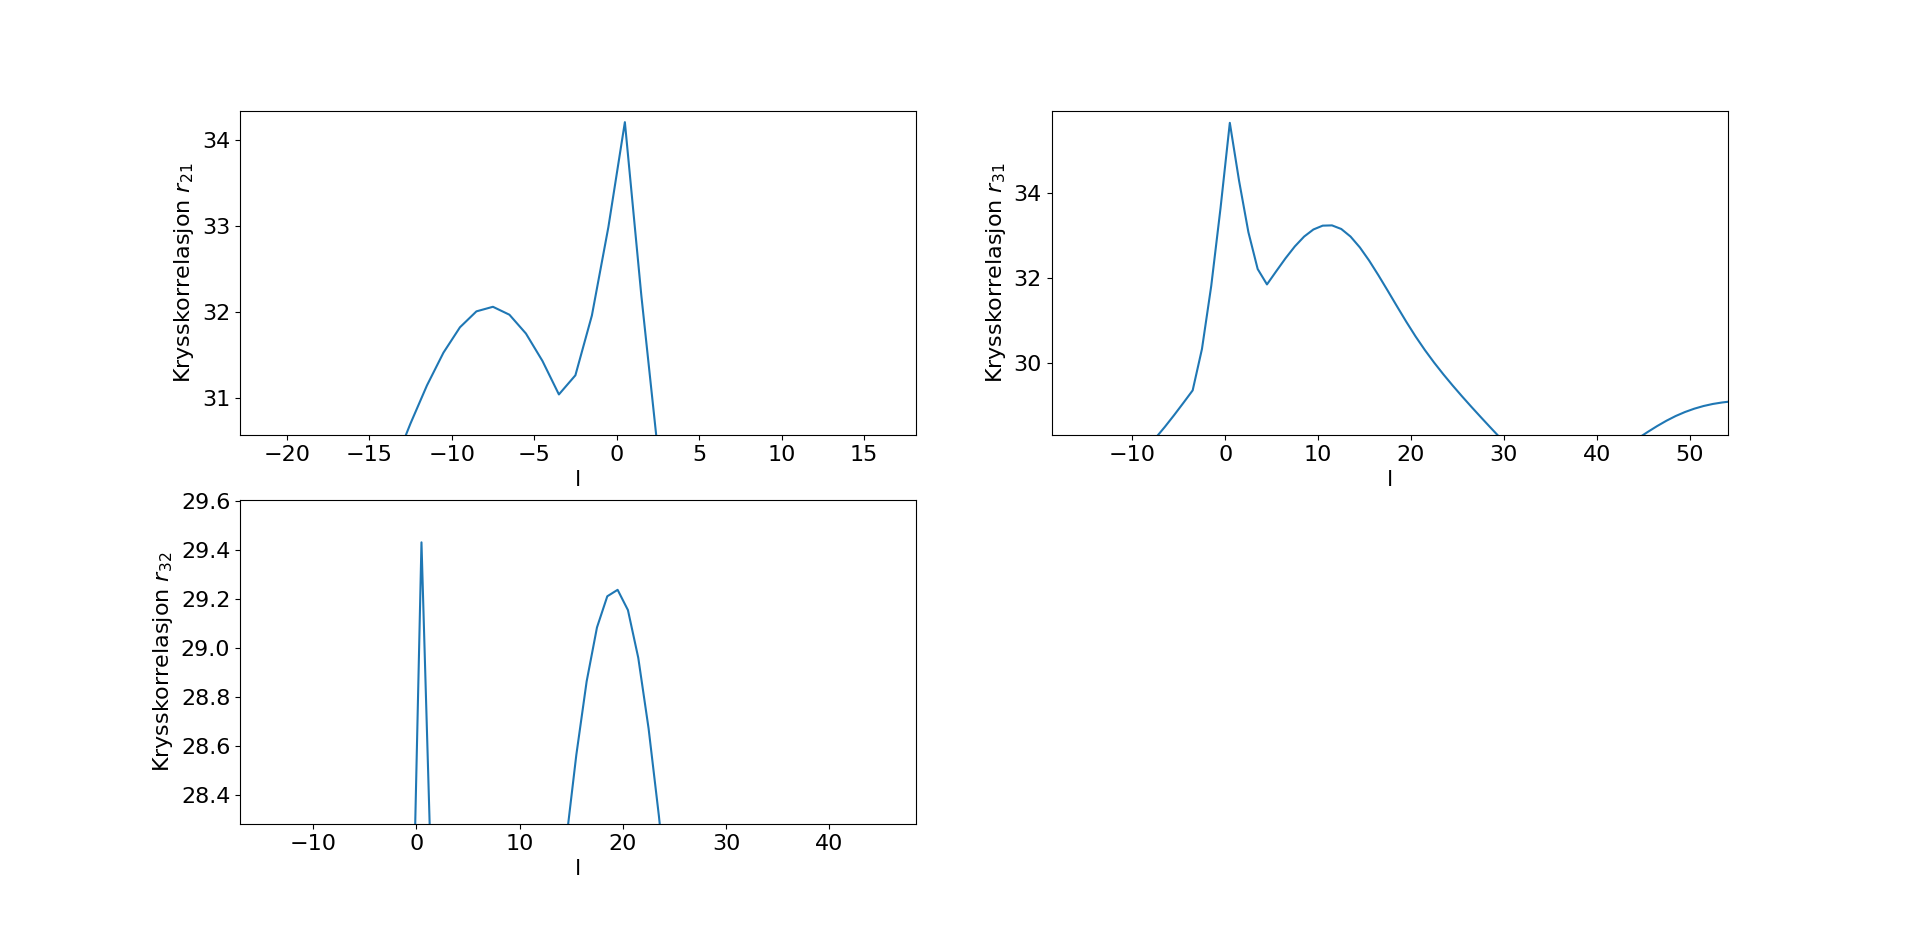 Krysskorrelasjon r21
34
33
32
31
−20 −15 −10 −5 0 5 10 15
l
Krysskorrelasjon r31
34
32
30
−10 0 10 20 30 40 50
l
Krysskorrelasjon r32
29.6
29.4
29.2
29.0
28.8
28.6
28.4
−10 0 10 20 30 40
l